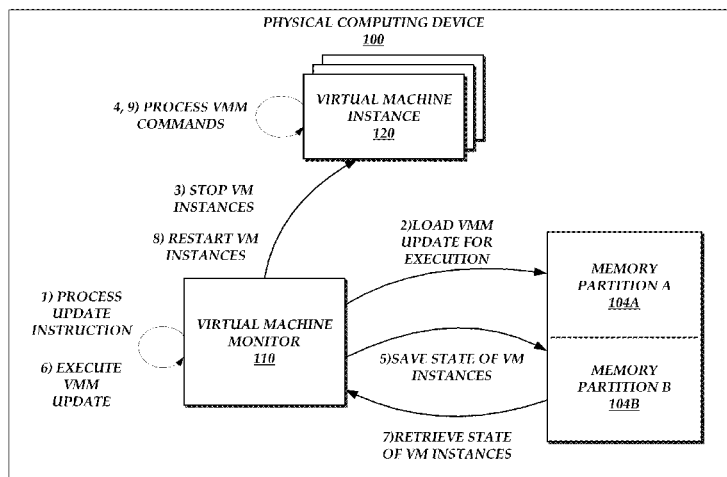 PHYSICAL COMPUTING DEVICE
100
4, 9) PROCESS VMM
COMMANDS
VIRTUAL MACHINE
INSTANCE
120
3) STOP VM
INSTANCES
8) RESTART VM
INSTANCES
2)LOAD VMM
UPDATE FOR
EXECUTION
MEMORY
PARTITION A
104A
1) PROCESS
UPDATE
INSTRUCTION
VIRTUAL MACHINE
MONITOR
110
6) EXECUTE
VMM
UPDATE
5)SAVE STATE OF VM
INSTANCES
MEMORY
PARTITION B
104B
7)RETRIEVE STATE
OF VM INSTANCES